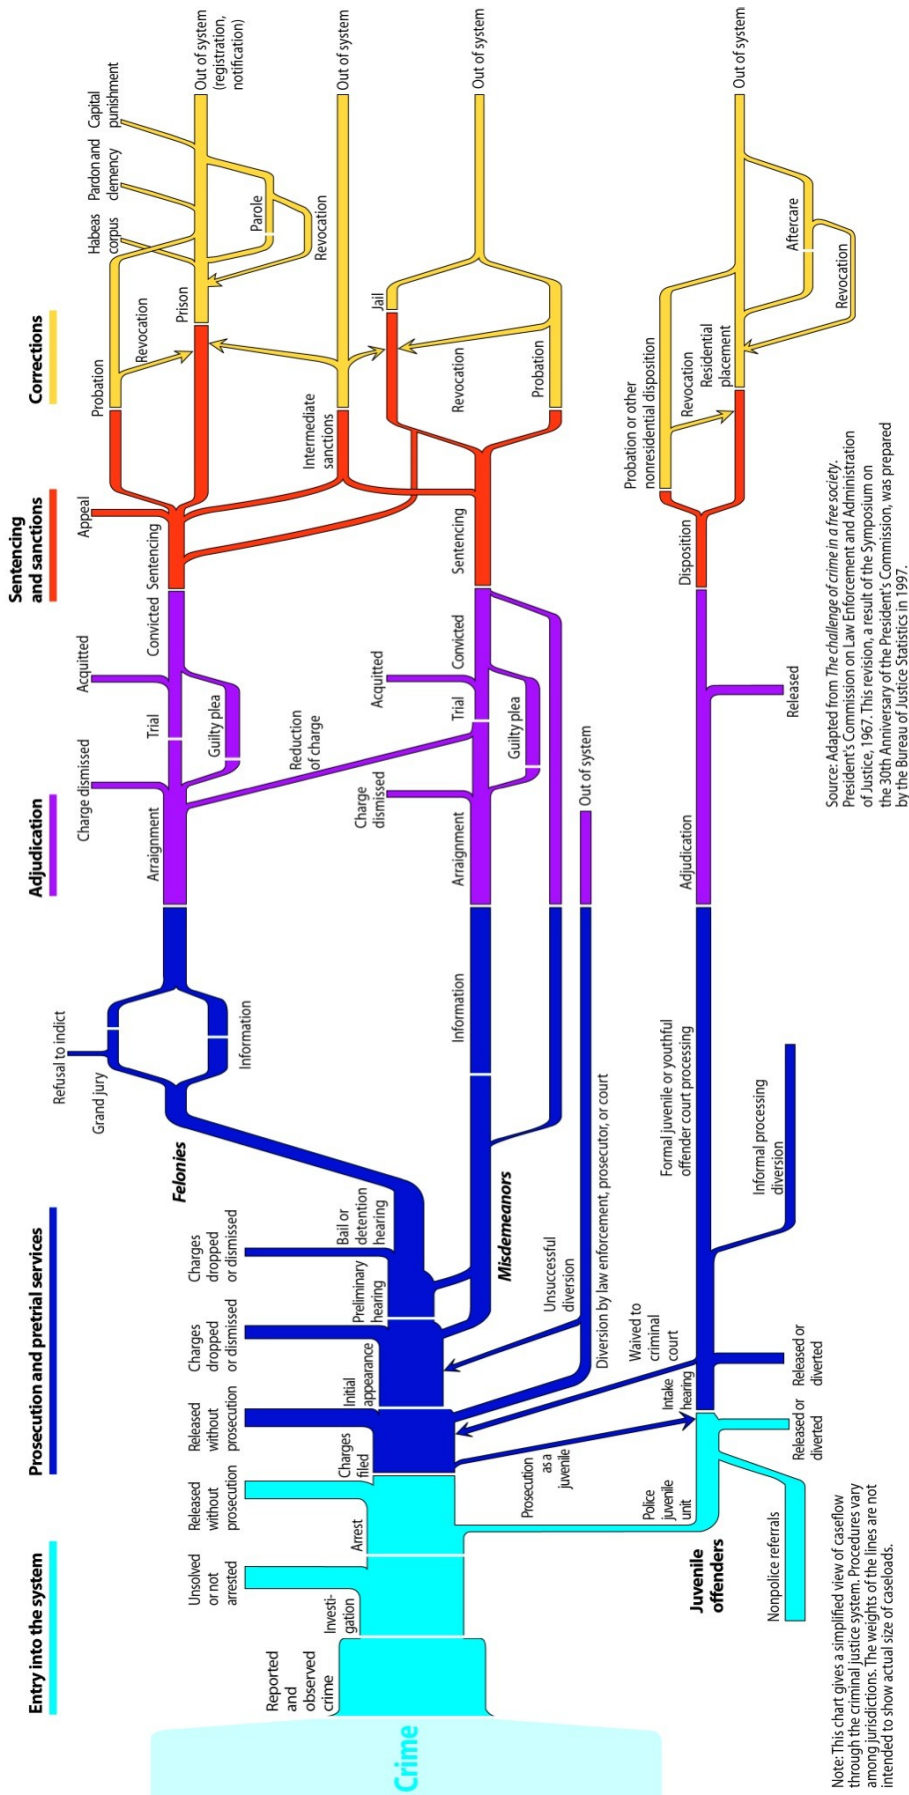 Entry into the system
Prosecution and pretrial services
Adjudication
Sentencing
and sanctions
Corrections
Crime
Reported
and
observed
crime
Investi-
gation
Unsolved
or not
arrested
Arrest
Released
without
prosecution
Charges
filed
Released
without
prosecution
Initial
appearance
Charges
dropped
or dismissed
Preliminary
hearing
Charges
dropped
or dismissed
Bail or
detention
hearing
Felonies
Grand jury
Refusal to indict
Information
Arraignment
Charge dismissed
Trial
Acquitted
Guilty plea
Convicted
Reduction
of charge
Sentencing
Appeal
Probation
Revocation
Prison
Habeas
corpus
Pardon and
clemency
Capital
punishment
Parole
Revocation
Out of system
(registration,
notification)
Intermediate
sanctions
Out of system
Misdemeanors
Information
Arraignment
Charge
dismissed
Trial
Acquitted
Guilty plea
Convicted
Sentencing
Jail
Revocation
Probation
Out of system
Unsuccessful
diversion
Diversion by law enforcement, prosecutor, or court
Out of system
Prosecution
as a
juvenile
Waived to
criminal
court
Police
juvenile
unit
Juvenile
offenders
Nonpolice referrals
Released or
diverted
Intake
hearing
Released or
diverted
Formal juvenile or youthful
offender court processing
Informal processing
diversion
Adjudication
Released
Disposition
Probation or other
nonresidential disposition
Revocation
Residential
placement
Aftercare
Revocation
Out of system
Note: This chart gives a simplified view of caseflow
through the criminal justice system. Procedures vary
among jurisdictions. The weights of the lines are not
intended to show actual size of caseloads.
Source: Adapted from The challenge of crime in a free society.
President's Commission on Law Enforcement and Administration
of Justice, 1967. This revision, a result of the Symposium on
the 30th Anniversary of the President's Commission, was prepared
by the Bureau of Justice Statistics in 1997.